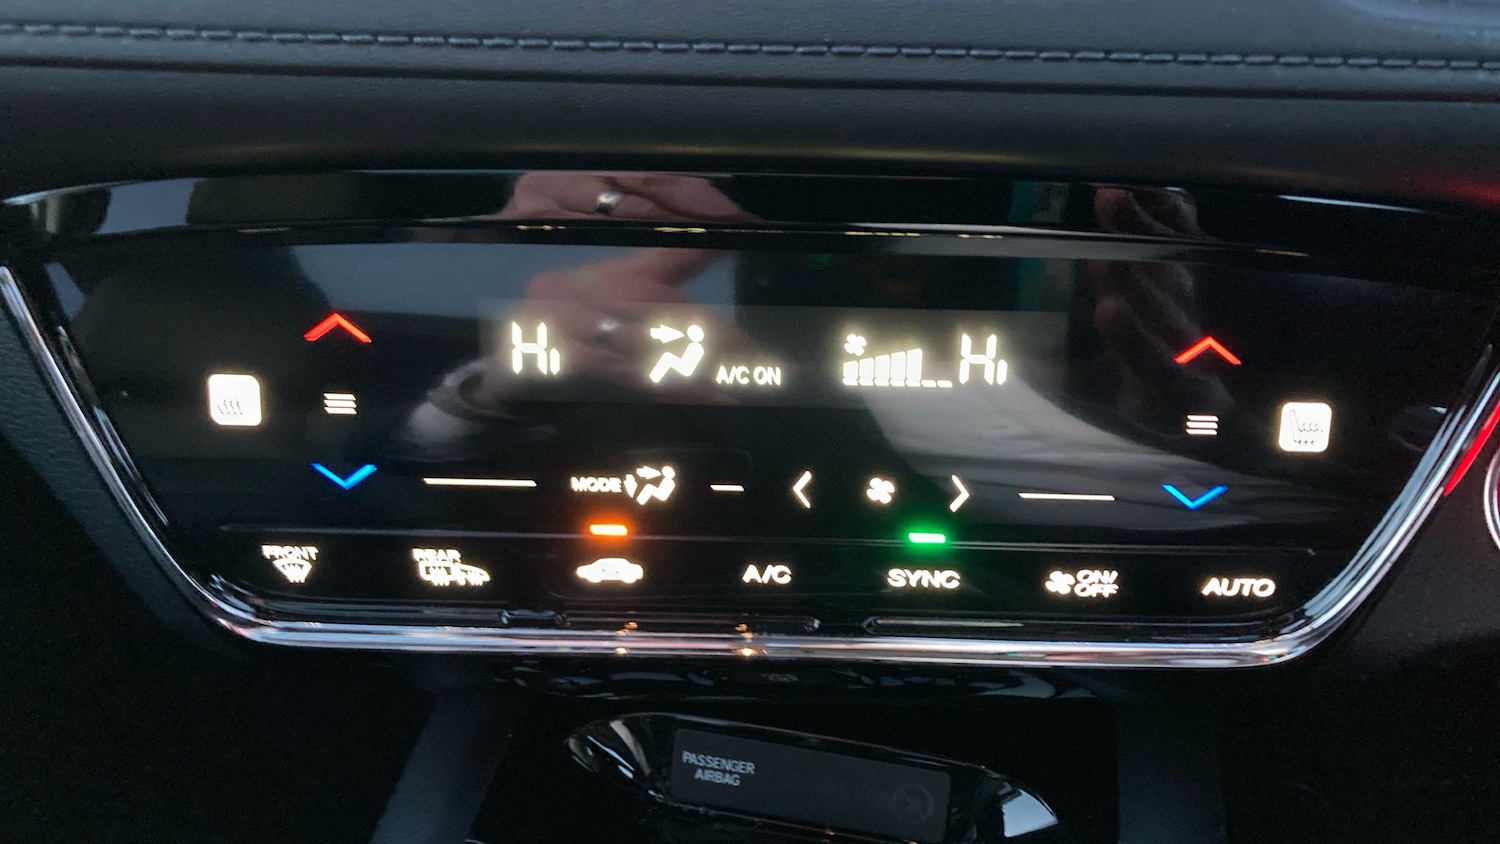 Hi A/C ON Hi
MODE
FRONT REAR A/C SYNC ON/
OFF AUTO
PASSENGER
AIRBAG